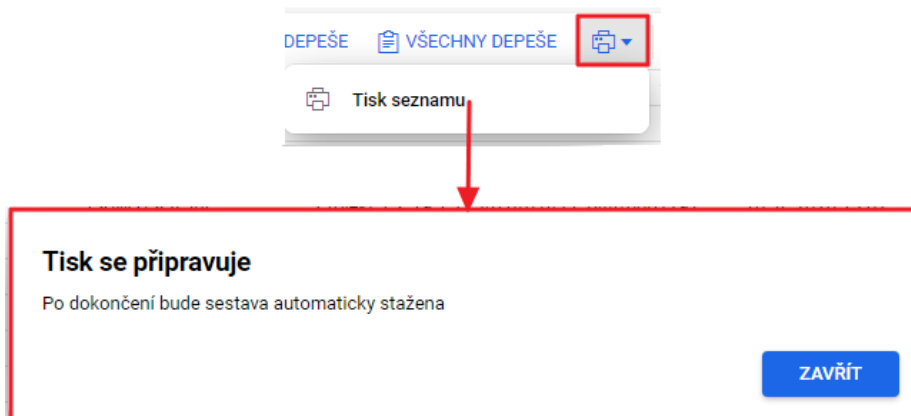 DEPEŠE VŠECHNY DEPEŠE
Tisk seznamu
Tisk se připravuje
Po dokončení bude sestava automaticky stažena
ZAVŘÍT